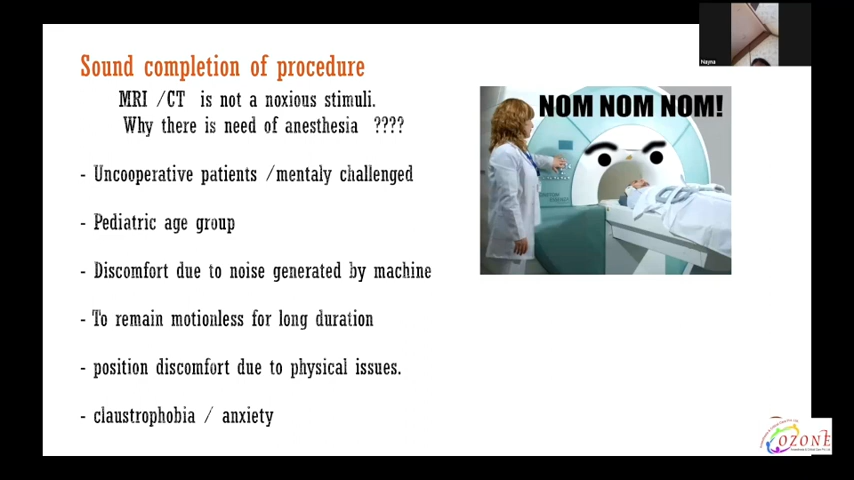 Nayna
Sound completion of procedure
MRI /CT is not a noxious stimuli.
Why there is need of anesthesia ????
- Uncooperative patients /mentaly challenged
- Pediatric age group
- Discomfort due to noise generated by machine
- To remain motionless for long duration
- position discomfort due to physical issues.
- claustrophobia / anxiety
NOM NOM NOM!
OZONE